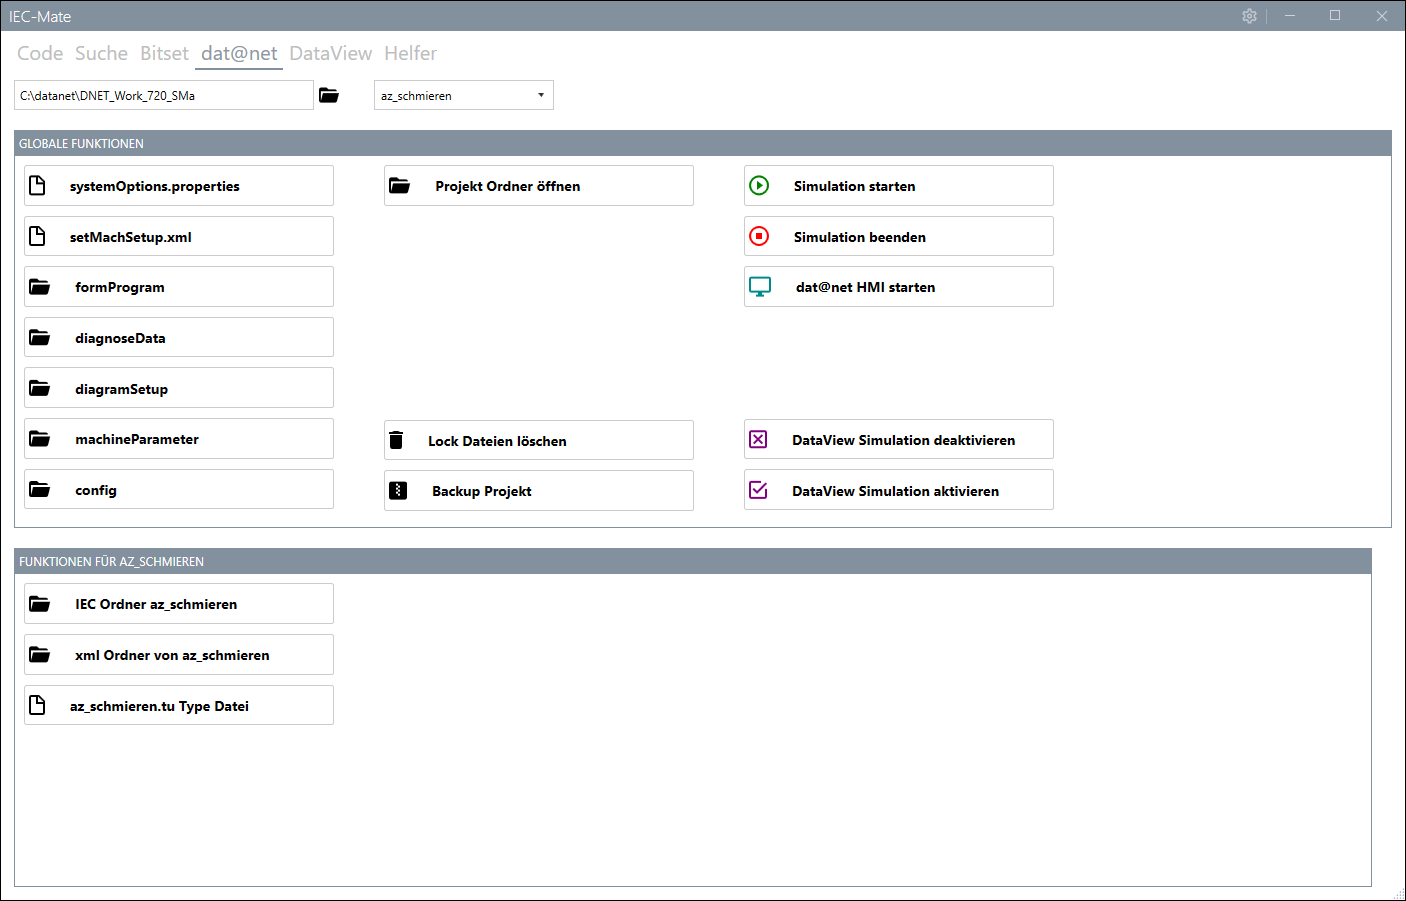 IEC-Mate
Code Suche Bitset dat@net DataView Helfer
C:\datanet\DNET_Work_720_SMa az_schmieren
GLOBALE FUNKTIONEN
systemOptions.properties Projekt Ordner öffnen Simulation starten
setMachSetup.xml Simulation beenden
formProgram dat@net HMI starten
diagnoseData
diagramSetup
machineParameter Lock Dateien löschen DataView Simulation deaktivieren
config Backup Projekt DataView Simulation aktivieren
FUNKTIONEN FÜR AZ_SCHMIEREN
IEC Ordner az_schmieren
xml Ordner von az_schmieren
az_schmieren.tu Type Datei